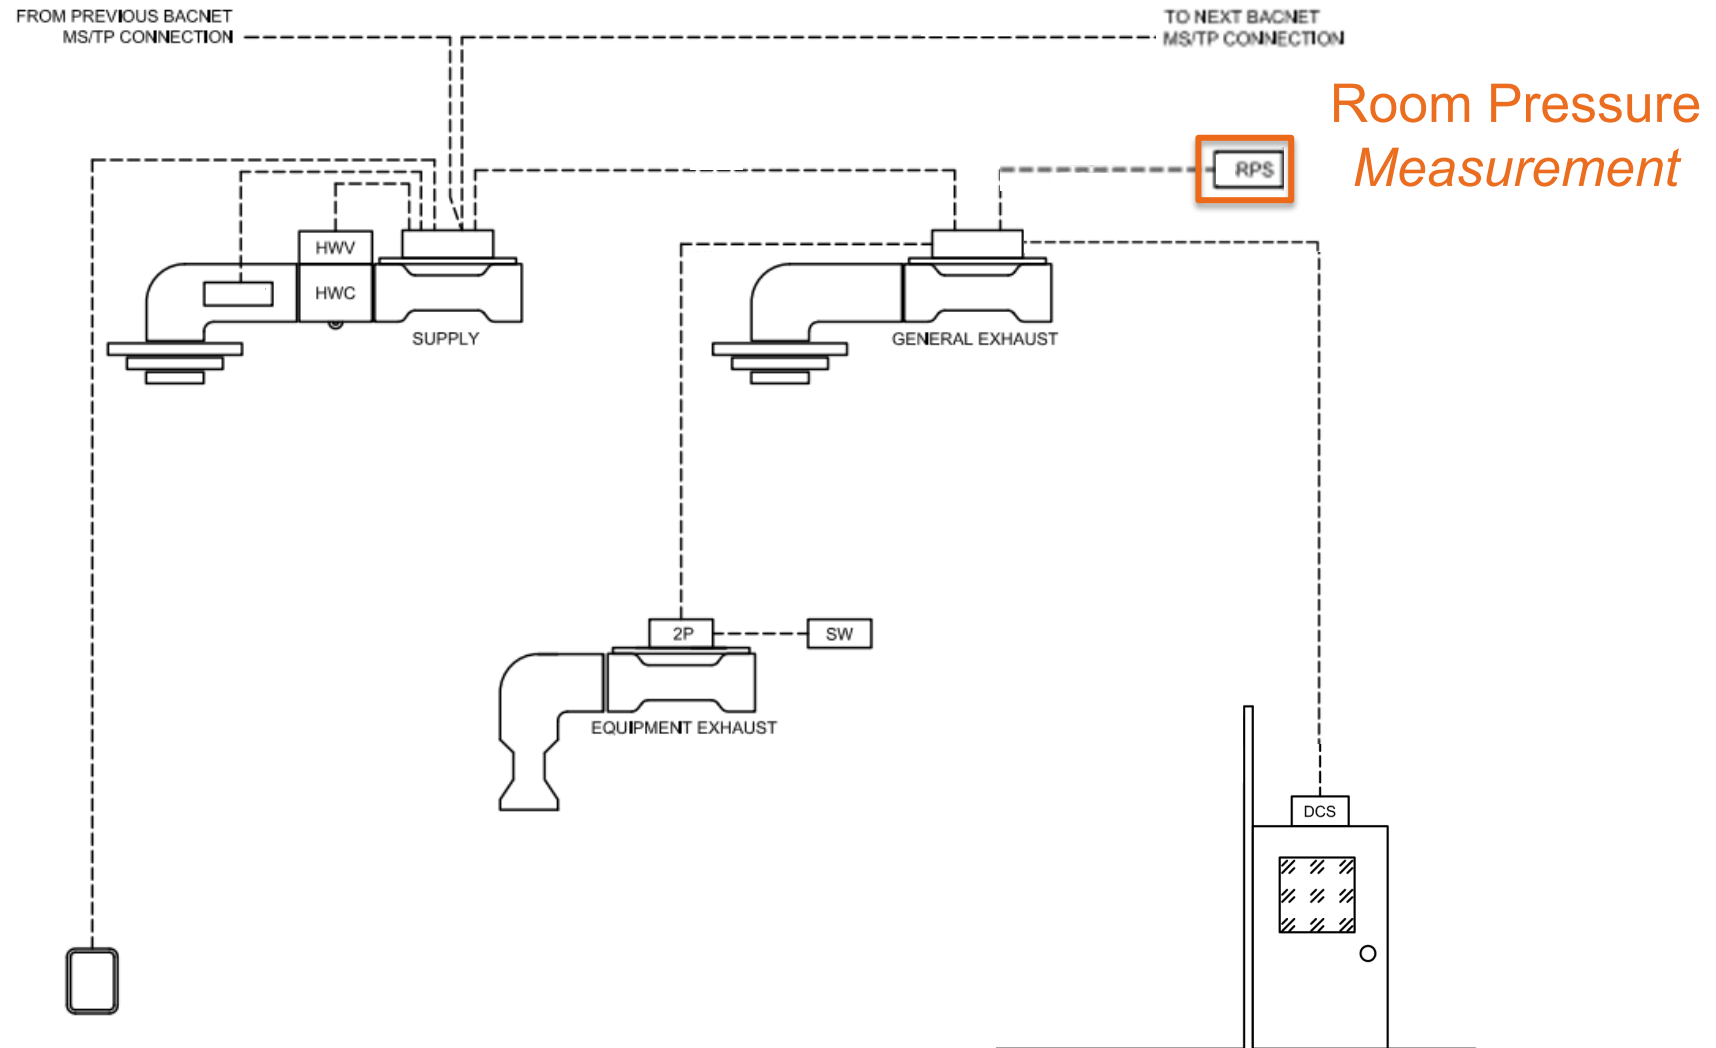 FROM PREVIOUS BACNET
MS/TP CONNECTION
TO NEXT BACNET
MS/TP CONNECTION
Room Pressure
Measurement
RPS
HWV
HWC
SUPPLY
GENERAL EXHAUST
2P
SW
EQUIPMENT EXHAUST
DCS